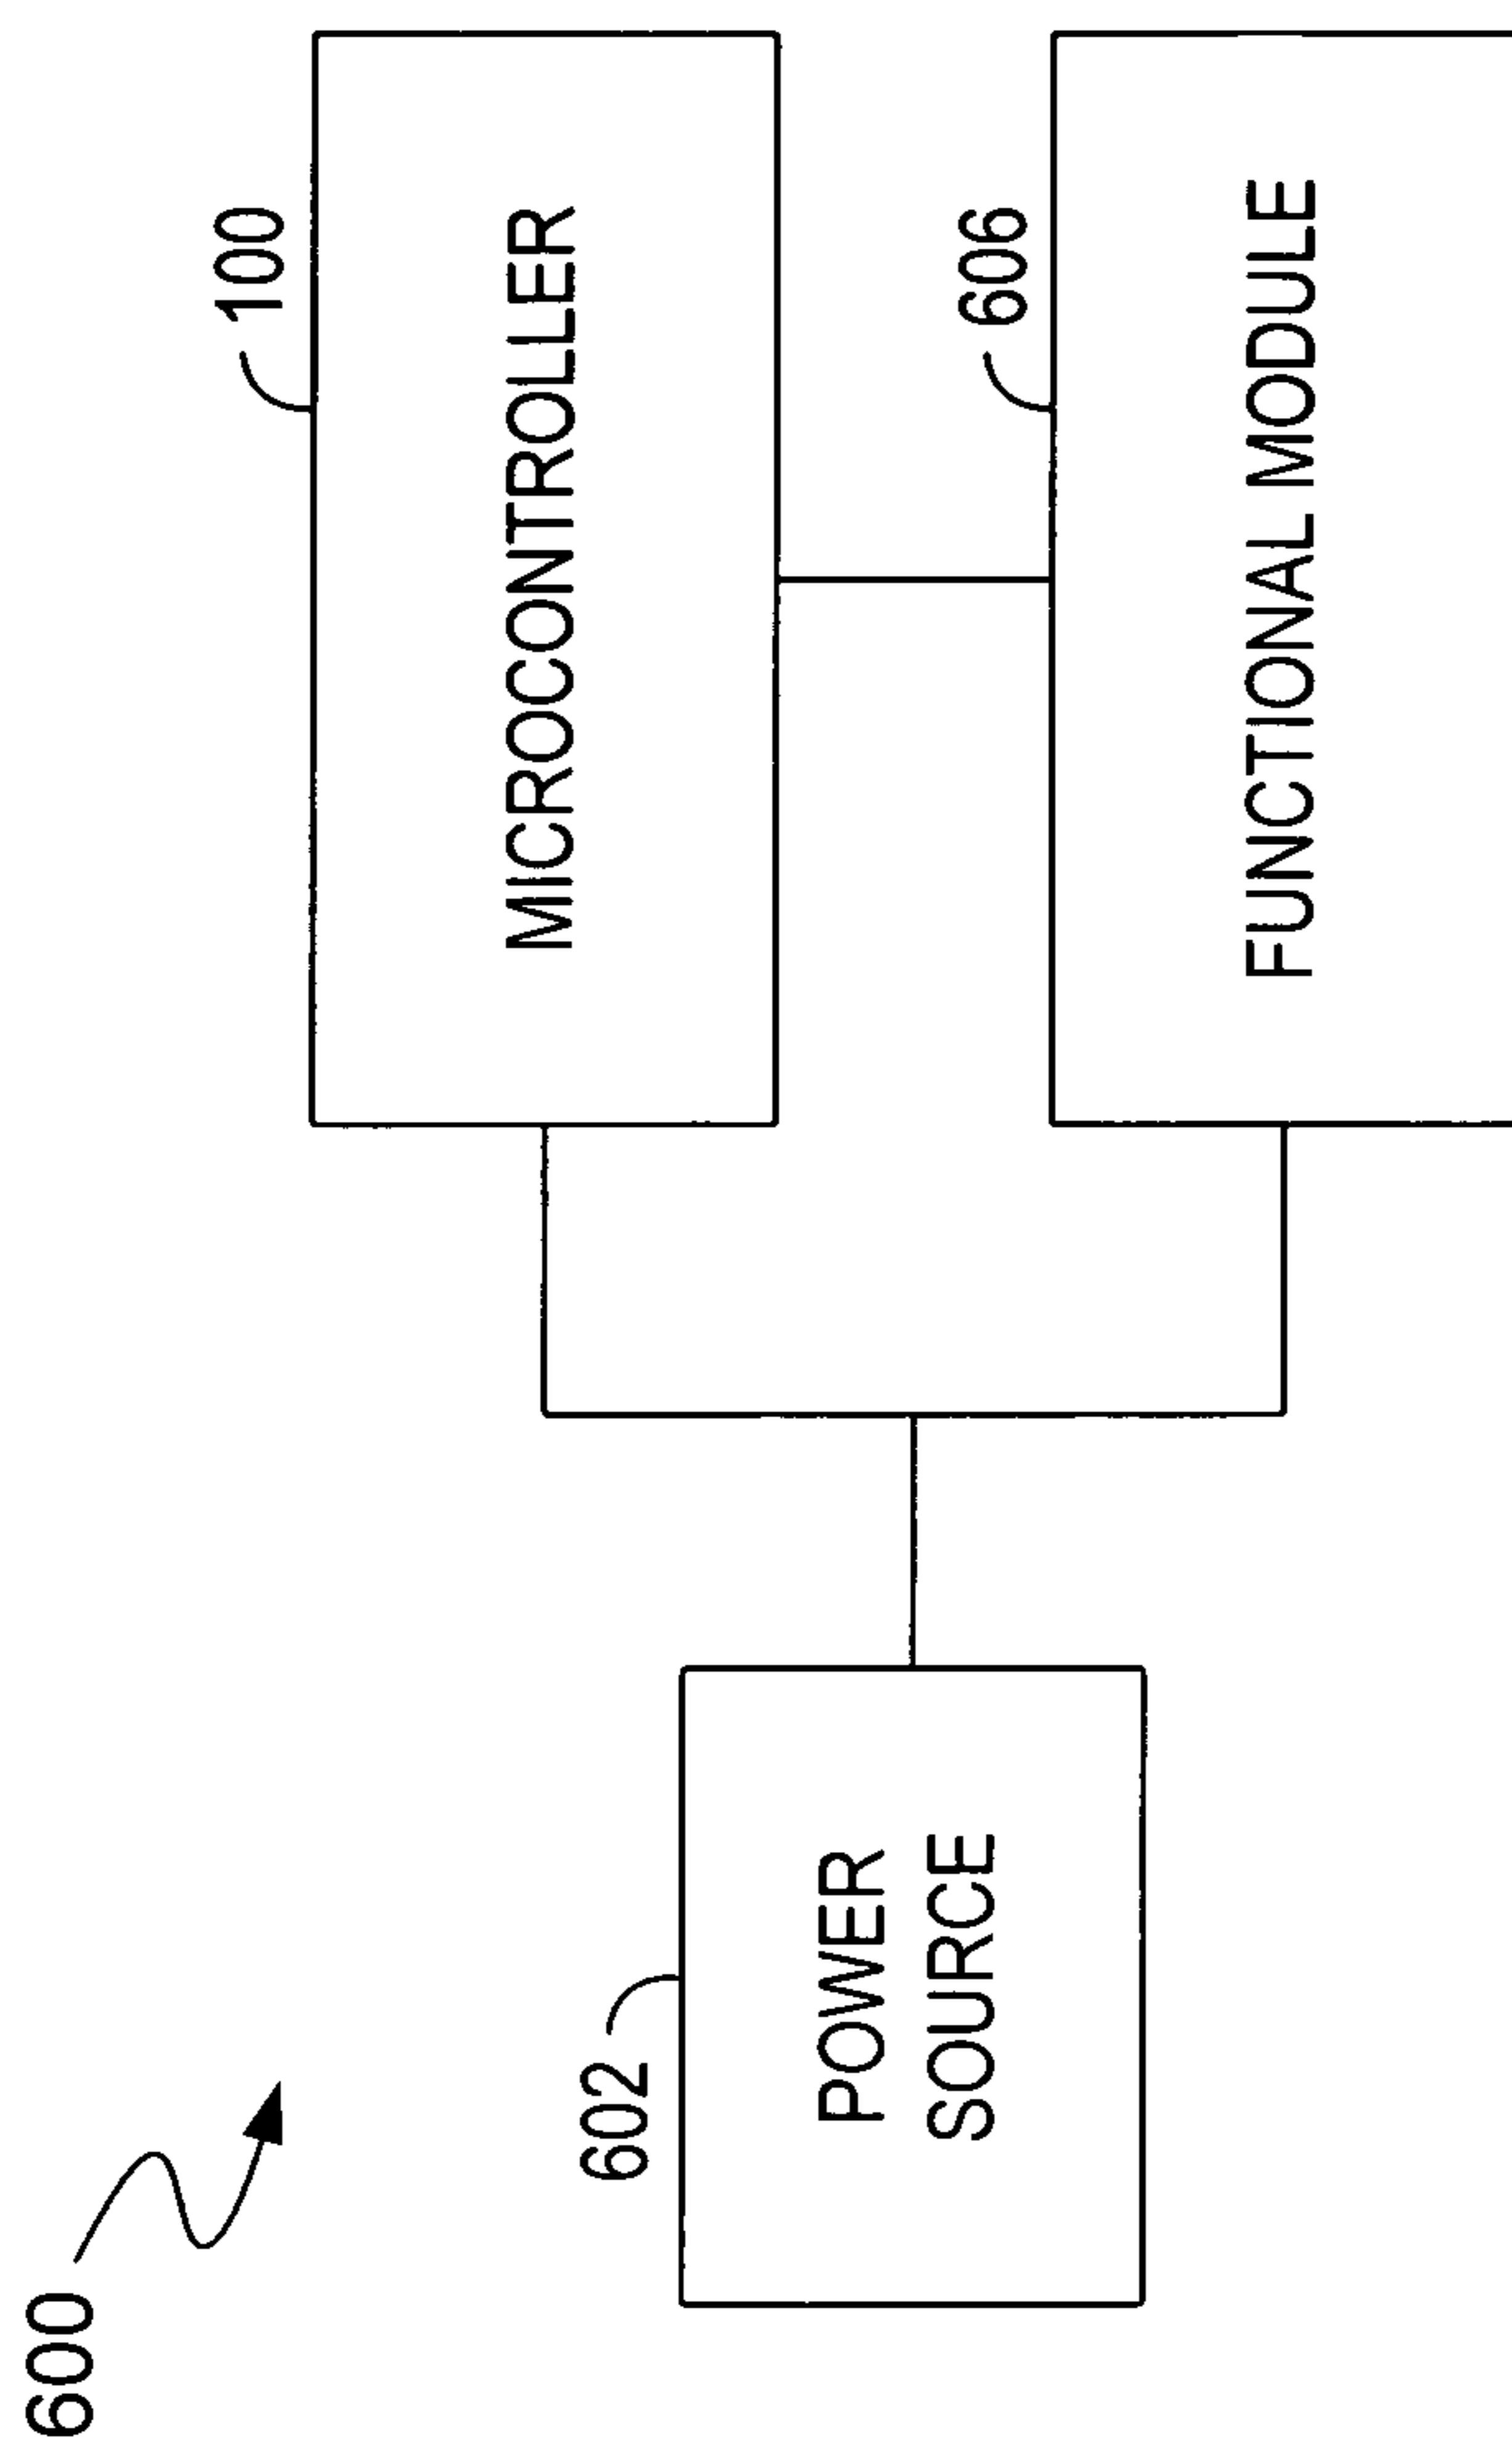 600
602
POWER
SOURCE
100
MICROCONTROLLER
606
FUNCTIONAL MODULE